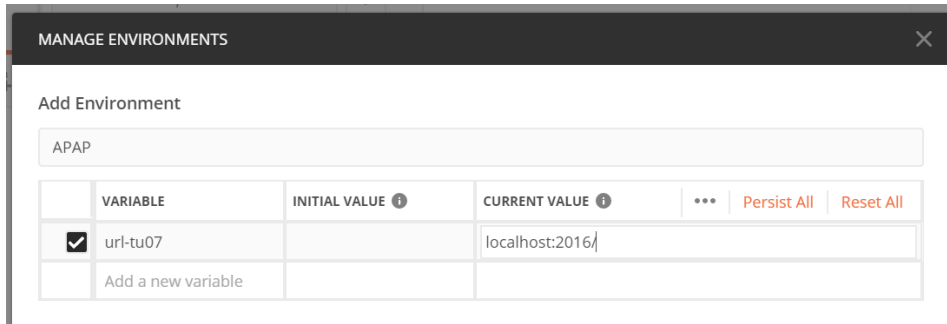 MANAGE ENVIRONMENTS
Add Environment
APAP
VARIABLE INITIAL VALUE CURRENT VALUE ••• Persist All Reset All
url-tu07 localhost:2016/
Add a new variable